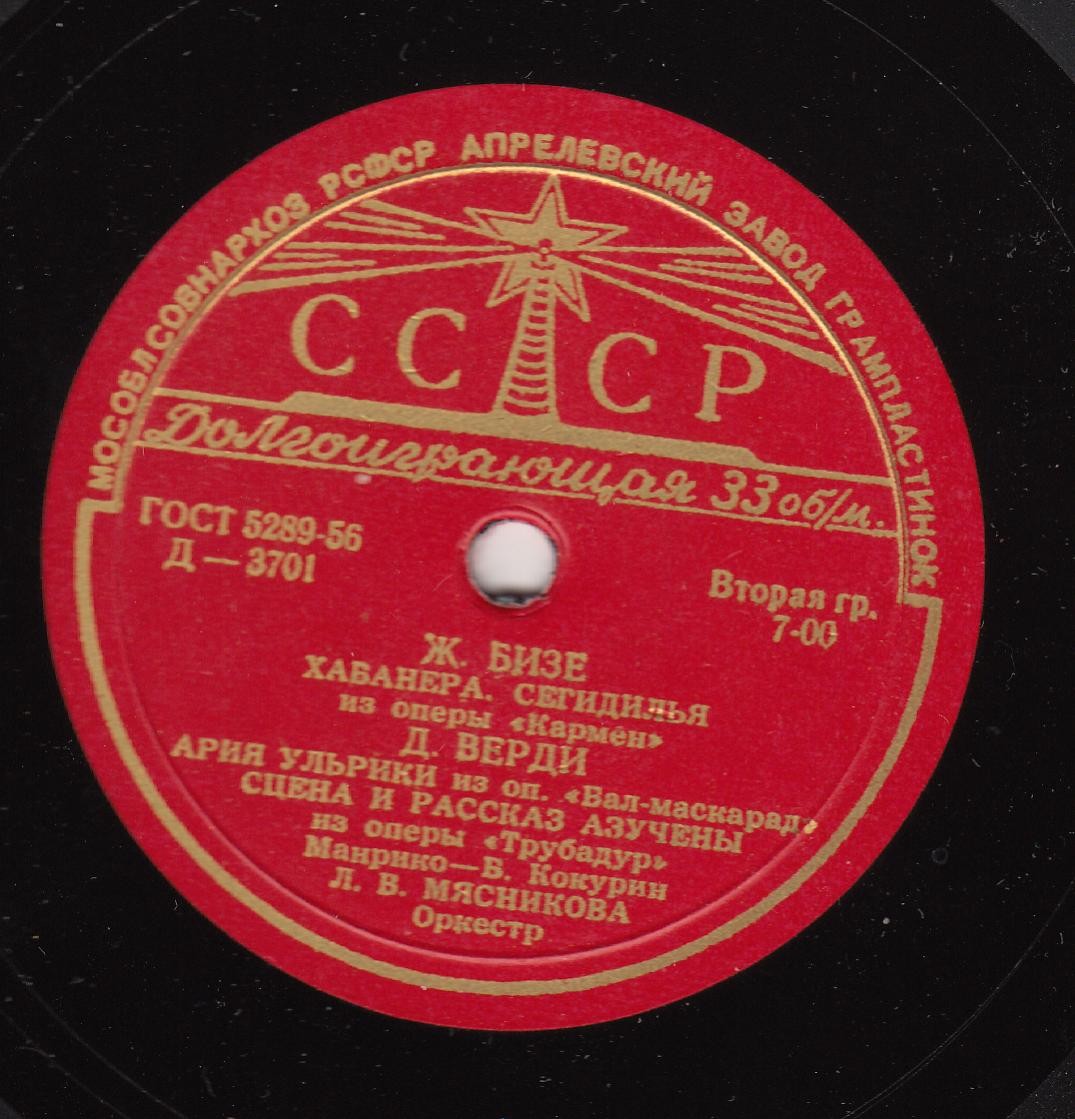 МОСОБЛСОВНАРХОЗ РСФСР АПРЕЛЕВСКИЙ ЗАВОД ГРАМПЛАСТИНОК
СССР
Долгоиграющая 33 об/м.
ГОСТ 5289-56
Д — 3701
Вторая гр.
7-00
Ж. БИЗЕ
ХАБАНЕРА. СЕГИДИЛЬЯ
из оперы «Кармен»
Д. ВЕРДИ
АРИЯ УЛЬРИКИ из оп. «Бал-маскарад»
СЦЕНА И РАССКАЗ АЗУЧЕНЫ
из оперы «Трубадур»
Манрико—Б. Кокурин
Л. В. МЯСНИКОВА
Оркестр